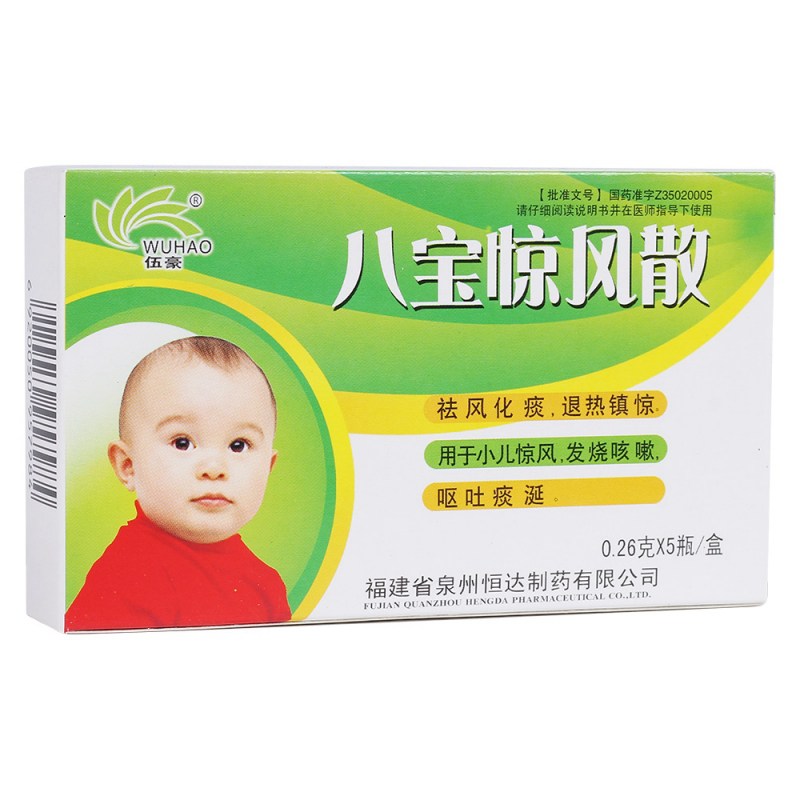 【批准文号】国药准字Z35020005
请仔细阅读说明书并在医师指导下使用
®
WUHAO
伍豪
八宝惊风散
祛风化痰,退热镇惊。
用于小儿惊风,发烧咳嗽,
呕吐痰涎。
0.26克X5瓶/盒
福建省泉州恒达制药有限公司
FUJIAN QUANZHOU HENGDA PHARMACEUTICAL CO.,LTD.
6 920050 957984